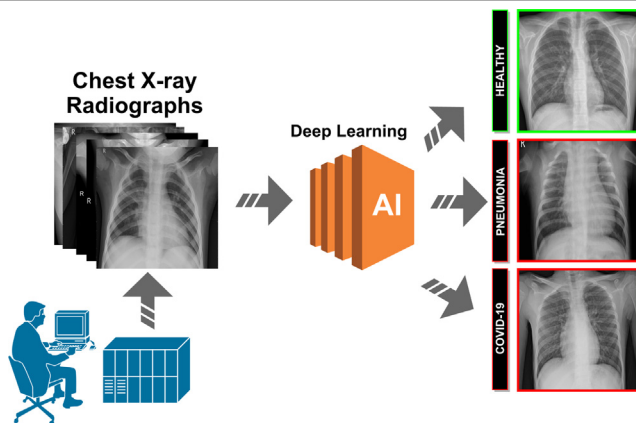 Chest X-ray
Radiographs
R
R
R
Deep Learning
AI
HEALTHY
PNEUMONIA
R
COVID-19